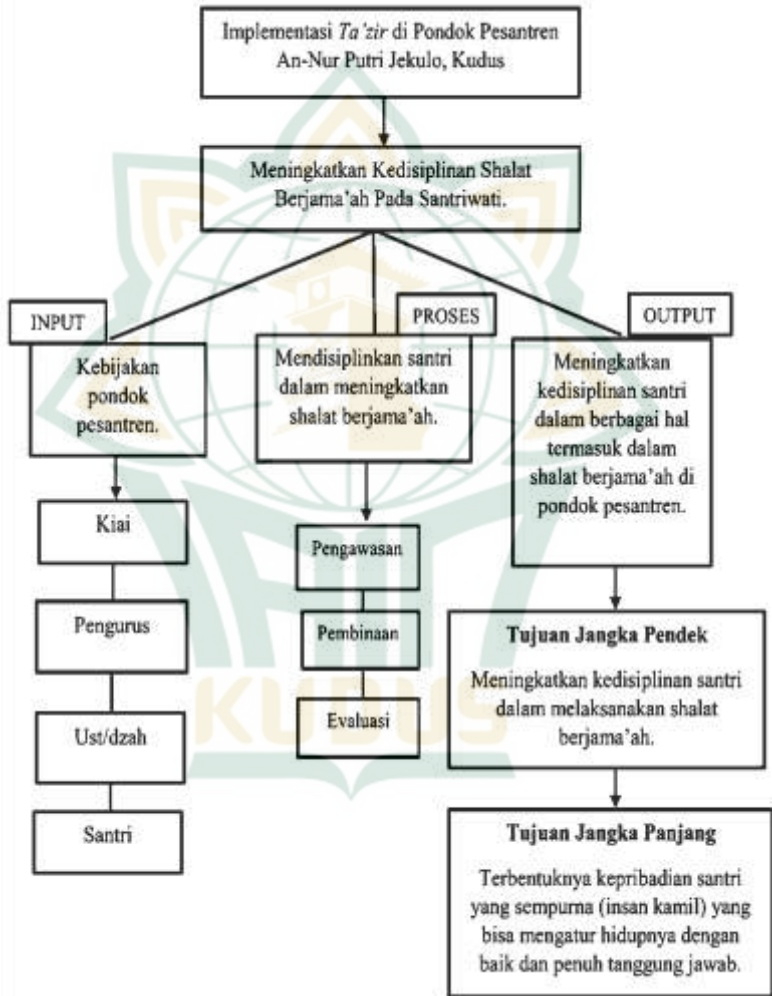 Implementasi Ta'zir di Pondok Pesantren
An-Nur Putri Jekulo, Kudus
Meningkatkan Kedisiplinan Shalat
Berjama'ah Pada Santriwati.
INPUT
Kebijakan
pondok
pesantren.
Kiai
Pengurus
Ust/dzah
Santri
PROSES
Mendisiplinkan santri
dalam meningkatkan
shalat berjama'ah.
Pengawasan
Pembinaan
Evaluasi
OUTPUT
Meningkatkan
kedisiplinan santri
dalam berbagai hal
termasuk dalam
shalat berjama'ah di
pondok pesantren.
Tujuan Jangka Pendek
Meningkatkan kedisiplinan santri
dalam melaksanakan shalat
berjama'ah.
Tujuan Jangka Panjang
Terbentuknya kepribadian santri
yang sempurna (insan kamil) yang
bisa mengatur hidupnya dengan
baik dan penuh tanggung jawab.
KUDUS